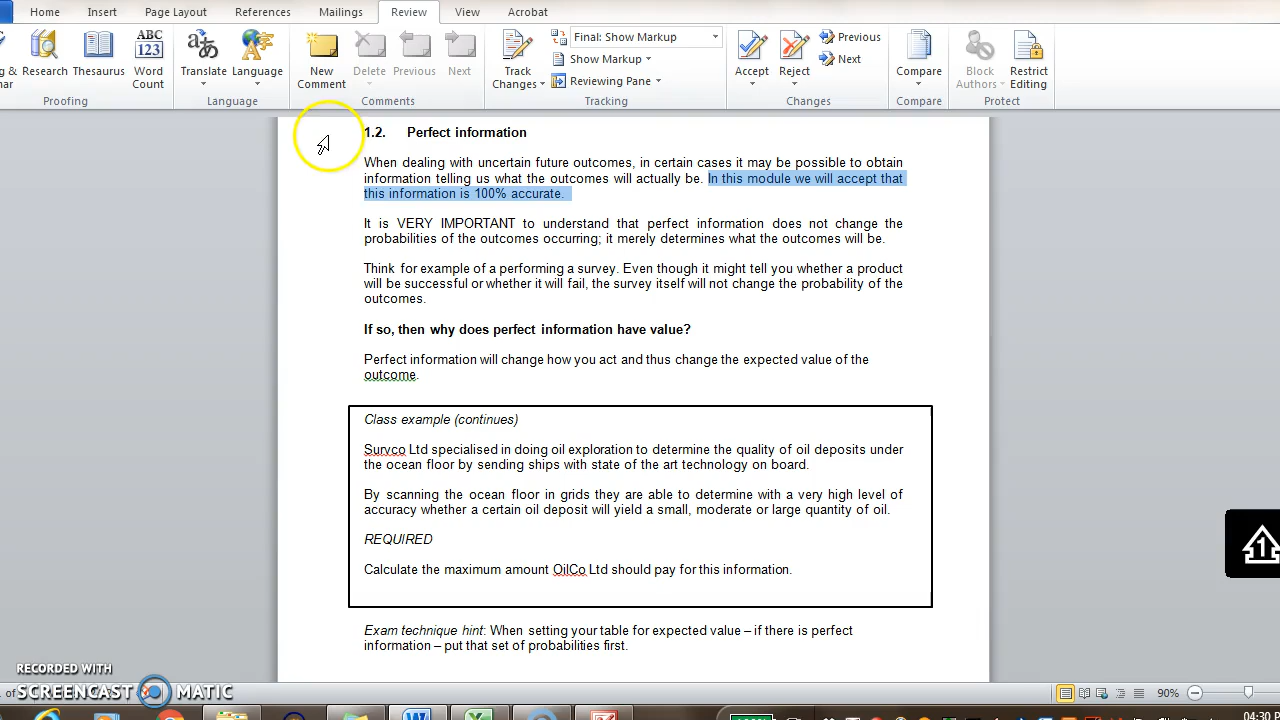 Home Insert Page Layout References Mailings Review View Acrobat
Final: Show Markup
Previous
Show Markup
Next
Reviewing Pane
Research Thesaurus Word Count
Translate Language
New Comment
Delete Previous Next
Track Changes
Accept Reject
Compare
Block Authors
Restrict Editing
Proofing Language Comments Tracking Changes Compare Protect
1.2. Perfect information
When dealing with uncertain future outcomes, in certain cases it may be possible to obtain
information telling us what the outcomes will actually be. In this module we will accept that
this information is 100% accurate.
It is VERY IMPORTANT to understand that perfect information does not change the
probabilities of the outcomes occurring; it merely determines what the outcomes will be.
Think for example of a performing a survey. Even though it might tell you whether a product
will be successful or whether it will fail, the survey itself will not change the probability of the
outcomes.
If so, then why does perfect information have value?
Perfect information will change how you act and thus change the expected value of the
outcome.
Class example (continues)
Survco Ltd specialised in doing oil exploration to determine the quality of oil deposits under
the ocean floor by sending ships with state of the art technology on board.
By scanning the ocean floor in grids they are able to determine with a very high level of
accuracy whether a certain oil deposit will yield a small, moderate or large quantity of oil.
REQUIRED
Calculate the maximum amount OilCo Ltd should pay for this information.
Exam technique hint: When setting your table for expected value – if there is perfect
information – put that set of probabilities first.
1
RECORDED WITH
SCREENCAST MATIC
90%
100%
04:30 PM